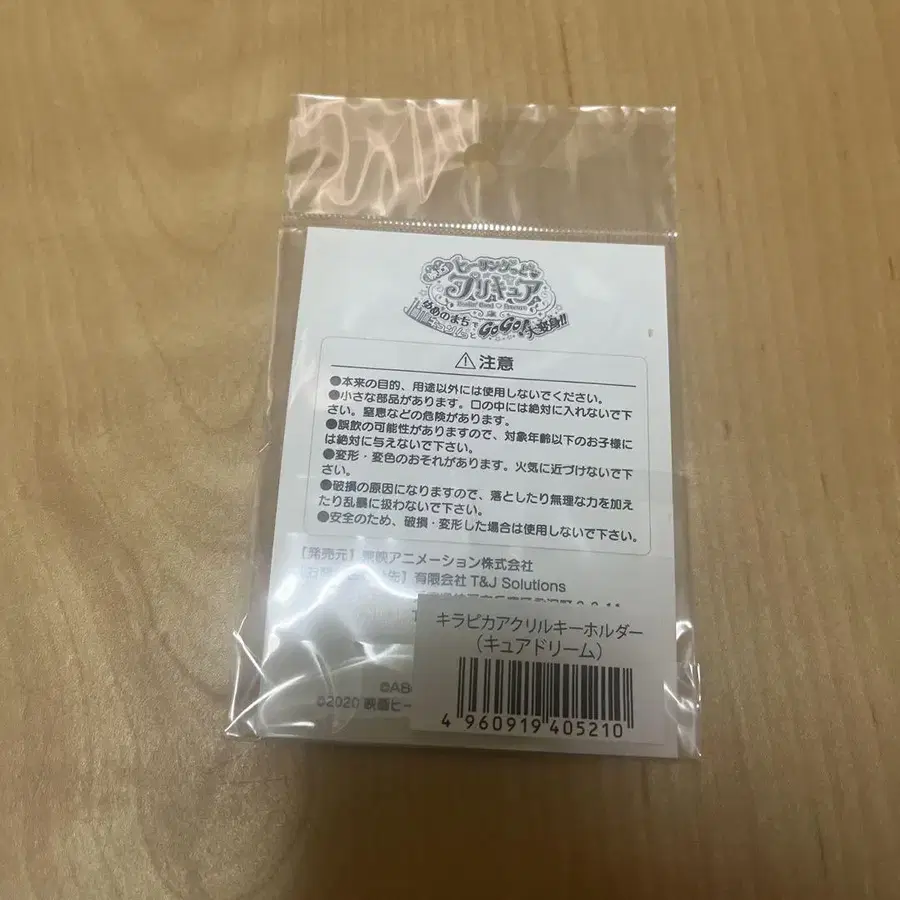 ヒーリングっど
プリキュア
ゆめのまちで
GoGo! 大変身!!
⚠注意
●本来の目的、用途以外には使用しないでください。
●小さな部品があります。口の中には絶対に入れないで下
さい。窒息などの危険があります。
●誤飲の可能性がありますので、対象年齢以下のお子様に
は絶対に与えないで下さい。
●変形・変色のおそれがあります。火気に近づけないで下
さい。
●破損の原因になりますので、落としたり無理な力を加え
たり乱暴に扱わないで下さい。
●安全のため、破損・変形した場合は使用しないで下さい。
【発売元】東映アニメーション株式会社
先】有限会社 T&J Solutions
キラピカアクリルキーホルダー
（キュアドリーム）
4 960919 405210
©AB
©2020 映画ヒー